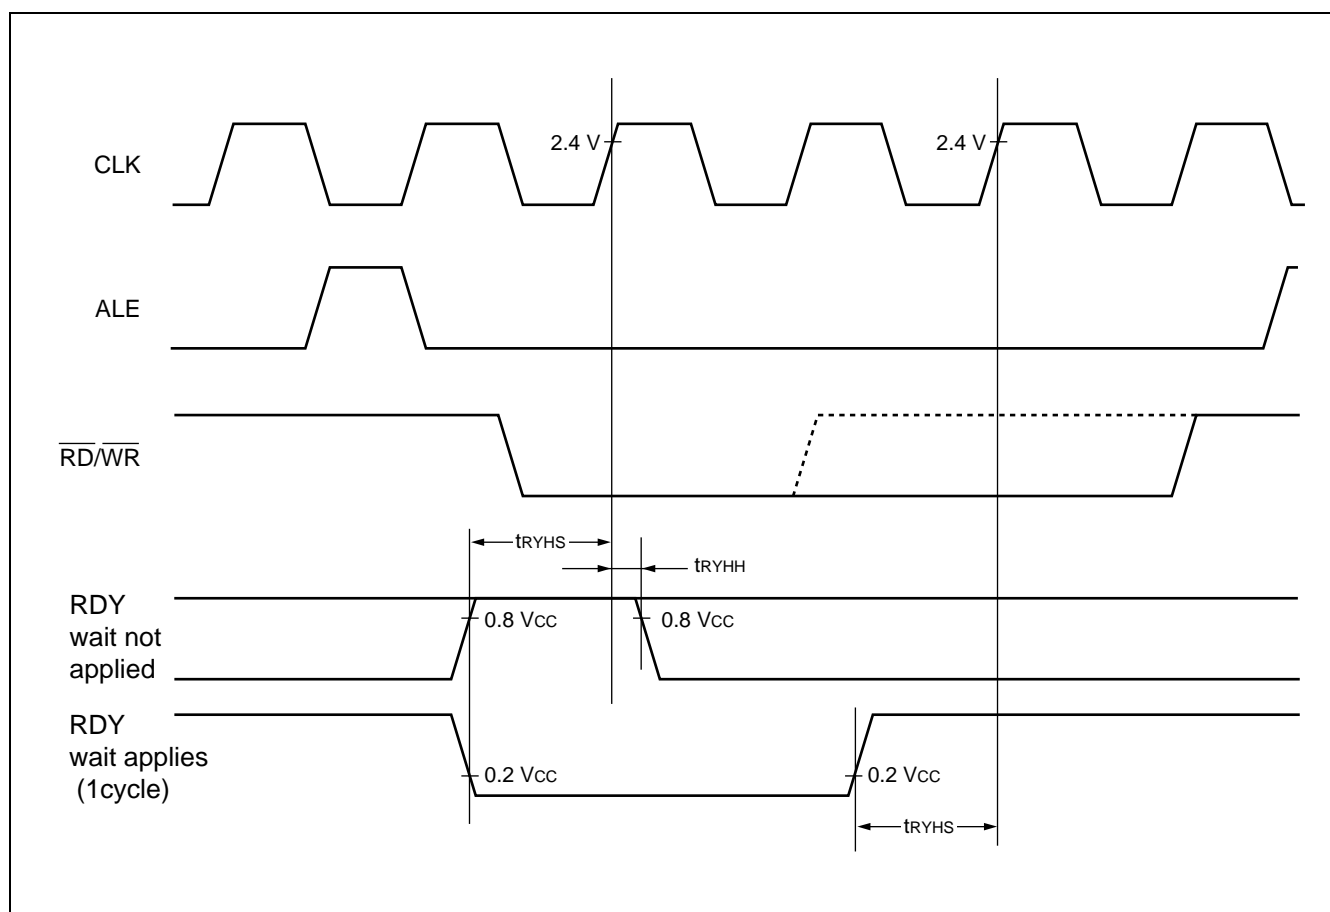 2.4 V
2.4 V
CLK
ALE
RD/WR
tRYHS
tRYHH
RDY
wait not
applied
0.8 VCC
0.8 VCC
RDY
wait applies
(1cycle)
0.2 VCC
0.2 VCC
tRYHS